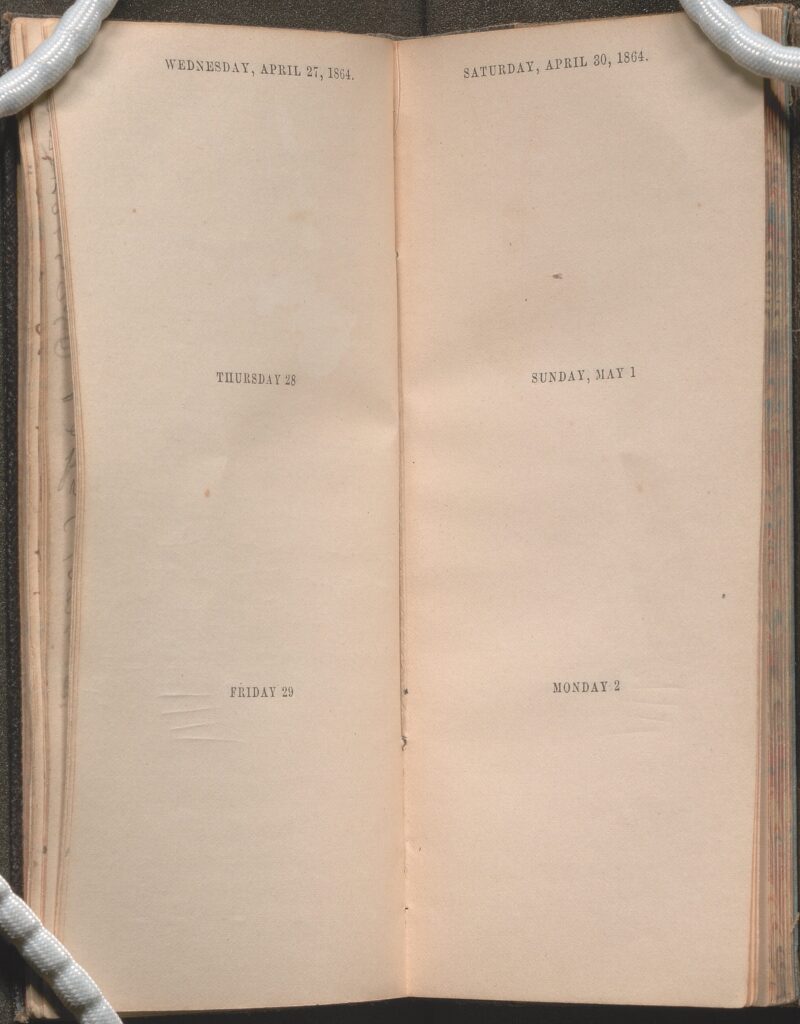 WEDNESDAY, APRIL 27, 1864.
THURSDAY 28
FRIDAY 29
SATURDAY, APRIL 30, 1864.
SUNDAY, MAY 1
MONDAY 2